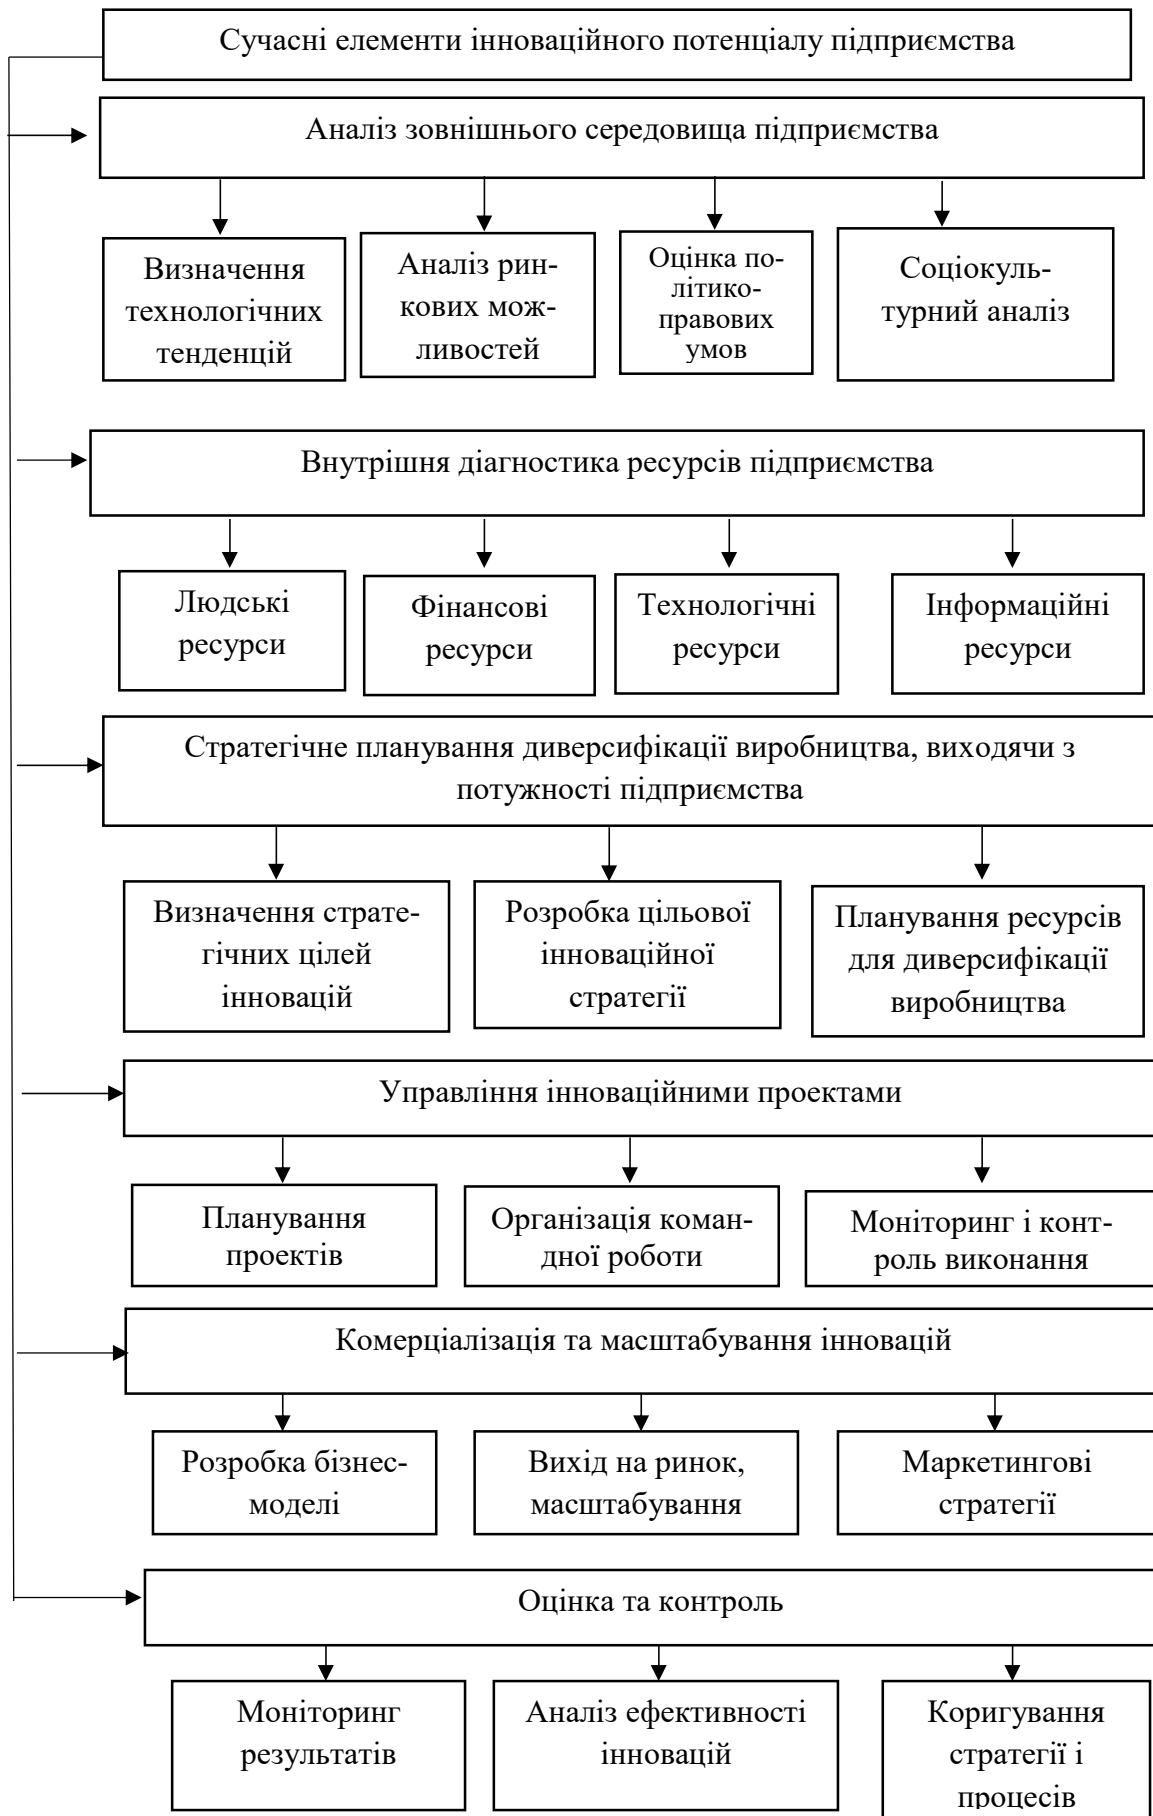 Сучасні елементи інноваційного потенціалу підприємства
Аналіз зовнішнього середовища підприємства
Визначення
технологічних
тенденцій
Аналіз рин-
кових мож-
ливостей
Оцінка по-
літико-
правових
умов
Соціокуль-
турний аналіз
Внутрішня діагностика ресурсів підприємства
Людські
ресурси
Фінансові
ресурси
Технологічні
ресурси
Інформаційні
ресурси
Стратегічне планування диверсифікації виробництва, виходячи з
потужності підприємства
Визначення страте-
гічних цілей
інновацій
Розробка цільової
інноваційної
стратегії
Планування ресурсів
для диверсифікації
виробництва
Управління інноваційними проектами
Планування
проектів
Організація коман-
дної роботи
Моніторинг і конт-
роль виконання
Комерціалізація та масштабування інновацій
Розробка бізнес-
моделі
Вихід на ринок,
масштабування
Маркетингові
стратегії
Оцінка та контроль
Моніторинг
результатів
Аналіз ефективності
інновацій
Коригування
стратегії і
процесів